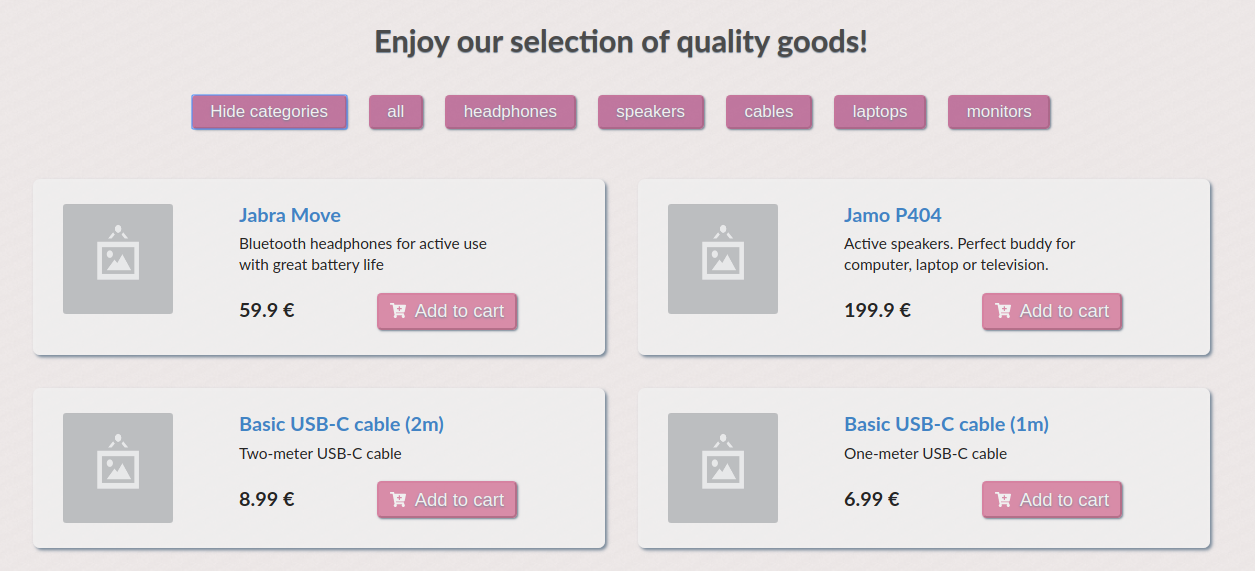 Enjoy our selection of quality goods!
Hide categories all headphones speakers cables laptops monitors
Jabra Move
Bluetooth headphones for active use
with great battery life
59.9 €
Add to cart
Jamo P404
Active speakers. Perfect buddy for
computer, laptop or television.
199.9 €
Add to cart
Basic USB-C cable (2m)
Two-meter USB-C cable
8.99 €
Add to cart
Basic USB-C cable (1m)
One-meter USB-C cable
6.99 €
Add to cart